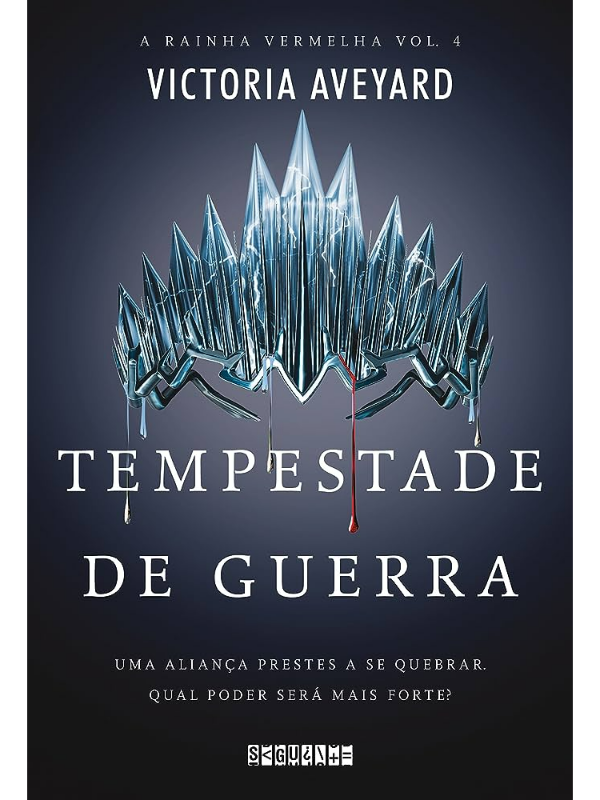 A RAINHA VERMELHA VOL. 4
VICTORIA AVEYARD
TEMPESTADE
DE GUERRA
UMA ALIANÇA PRESTES A SE QUEBRAR.
QUAL PODER SERÁ MAIS FORTE?